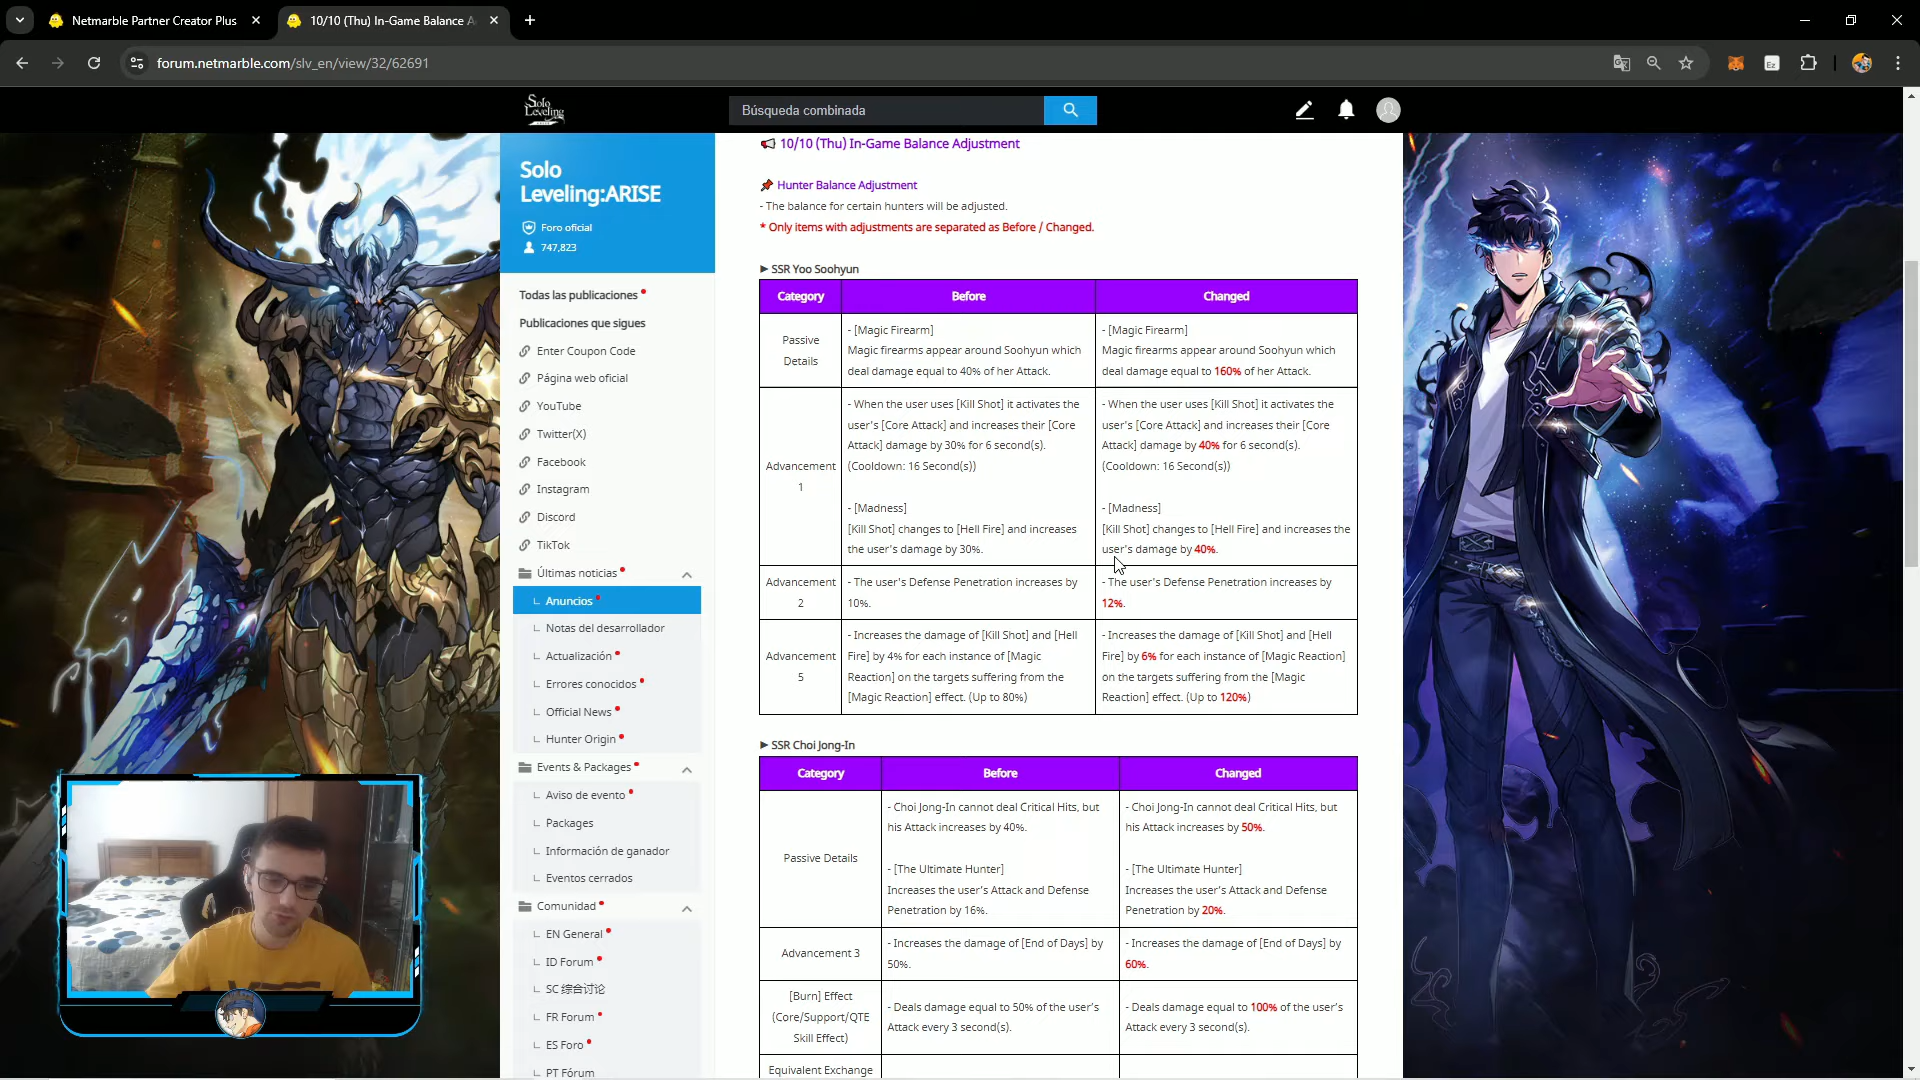 Netmarble Partner Creator Plus
10/10 (Thu) In-Game Balance A
forum.netmarble.com/slv_en/view/32/62691
Ez
Solo
Leveling
Búsqueda combinada
Solo
Leveling:ARISE
Foro oficial
747,823
Todas las publicaciones
Publicaciones que sigues
Enter Coupon Code
Página web oficial
YouTube
Twitter(X)
Facebook
Instagram
Discord
TikTok
Últimas noticias
Anuncios
Notas del desarrollador
Actualización
Errores conocidos
Official News
Hunter Origin
Events & Packages
Aviso de evento
Packages
Información de ganador
Eventos cerrados
Comunidad
EN General
ID Forum
SC 综合讨论
FR Forum
ES Foro
PT Fórum
10/10 (Thu) In-Game Balance Adjustment
Hunter Balance Adjustment
- The balance for certain hunters will be adjusted.
* Only items with adjustments are separated as Before / Changed.
▶ SSR Yoo Soohyun
Category
Before
Changed
Passive
Details
- [Magic Firearm]
Magic firearms appear around Soohyun which
deal damage equal to 40% of her Attack.
- [Magic Firearm]
Magic firearms appear around Soohyun which
deal damage equal to 160% of her Attack.
Advancement
1
- When the user uses [Kill Shot] it activates the
user's [Core Attack] and increases their [Core
Attack] damage by 30% for 6 second(s).
(Cooldown: 16 Second(s))
- [Madness]
[Kill Shot] changes to [Hell Fire] and increases
the user's damage by 30%.
- When the user uses [Kill Shot] it activates the
user's [Core Attack] and increases their [Core
Attack] damage by 40% for 6 second(s).
(Cooldown: 16 Second(s))
- [Madness]
[Kill Shot] changes to [Hell Fire] and increases the
user's damage by 40%.
Advancement
2
- The user's Defense Penetration increases by
10%.
- The user's Defense Penetration increases by
12%.
Advancement
5
- Increases the damage of [Kill Shot] and [Hell
Fire] by 4% for each instance of [Magic
Reaction] on the targets suffering from the
[Magic Reaction] effect. (Up to 80%)
- Increases the damage of [Kill Shot] and [Hell
Fire] by 6% for each instance of [Magic Reaction]
on the targets suffering from the [Magic
Reaction] effect. (Up to 120%)
▶ SSR Choi Jong-In
Category
Before
Changed
Passive Details
- Choi Jong-In cannot deal Critical Hits, but
his Attack increases by 40%.
- [The Ultimate Hunter]
Increases the user's Attack and Defense
Penetration by 16%.
- Choi Jong-In cannot deal Critical Hits, but
his Attack increases by 50%.
- [The Ultimate Hunter]
Increases the user's Attack and Defense
Penetration by 20%.
Advancement 3
- Increases the damage of [End of Days] by
50%.
- Increases the damage of [End of Days] by
60%.
[Burn] Effect
(Core/Support/QTE
Skill Effect)
- Deals damage equal to 50% of the user's
Attack every 3 second(s).
- Deals damage equal to 100% of the user's
Attack every 3 second(s).
Equivalent Exchange